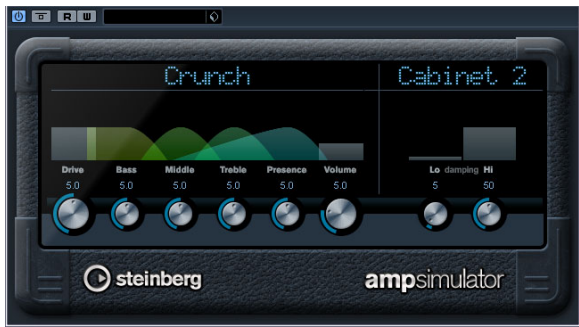 R W
Crunch Cabinet 2
Drive Bass Middle Treble Presence Volume Lo damping Hi
5.0 5.0 5.0 5.0 5.0 5.0 5 50
steinberg ampsimulator